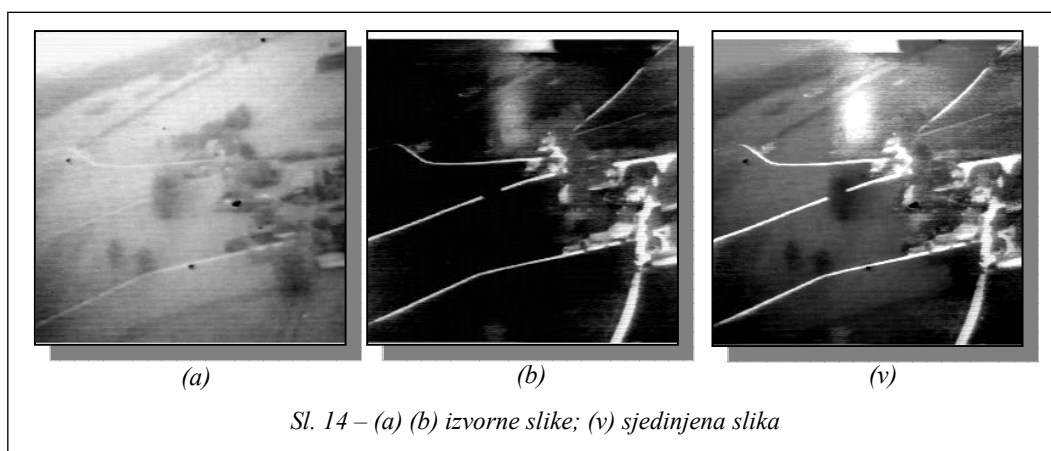 (a) (b) (v)
Sl. 14 – (a) (b) izvorne slike; (v) sjedinjena slika